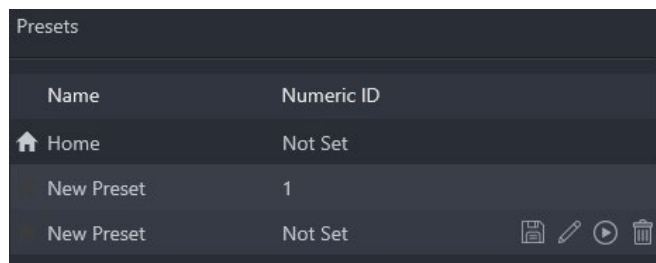 Presets
Name Numeric ID
Home Not Set
New Preset 1
New Preset Not Set